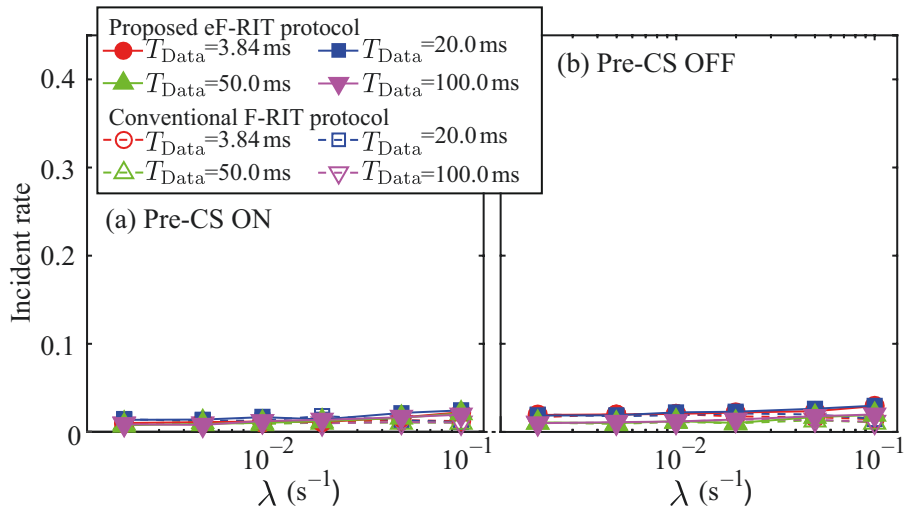 Proposed eF-RIT protocol
T_Data=3.84 ms
T_Data=20.0 ms
T_Data=50.0 ms
T_Data=100.0 ms
Conventional F-RIT protocol
T_Data=3.84 ms
T_Data=20.0 ms
T_Data=50.0 ms
T_Data=100.0 ms
(a) Pre-CS ON
(b) Pre-CS OFF
Incident rate
0.4
0.3
0.2
0.1
0
10⁻² 10⁻¹
10⁻² 10⁻¹
λ (s⁻¹)
λ (s⁻¹)